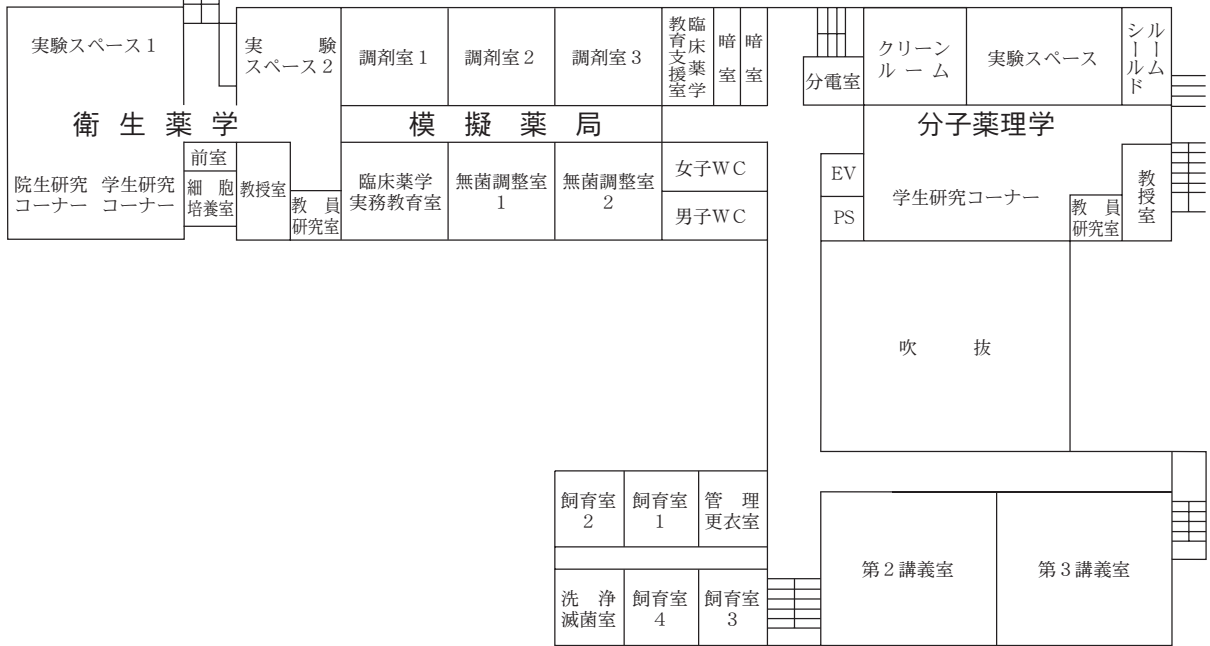 実験スペース１
実　験
スペース２
調剤室１
調剤室２
調剤室３
臨床薬学
教育支援室
暗室
暗室
分電室
クリーン
ルーム
実験スペース
ルーム
シールド
衛生薬学
模擬薬局
分子薬理学
院生研究
コーナー
学生研究
コーナー
前室
細胞
培養室
教授室
教員
研究室
臨床薬学
実務教育室
無菌調整室
１
無菌調整室
２
女子WC
男子WC
EV
PS
学生研究コーナー
教員
研究室
教授室
吹　抜
飼育室
２
飼育室
１
管理
更衣室
洗浄
滅菌室
飼育室
４
飼育室
３
第２講義室
第３講義室